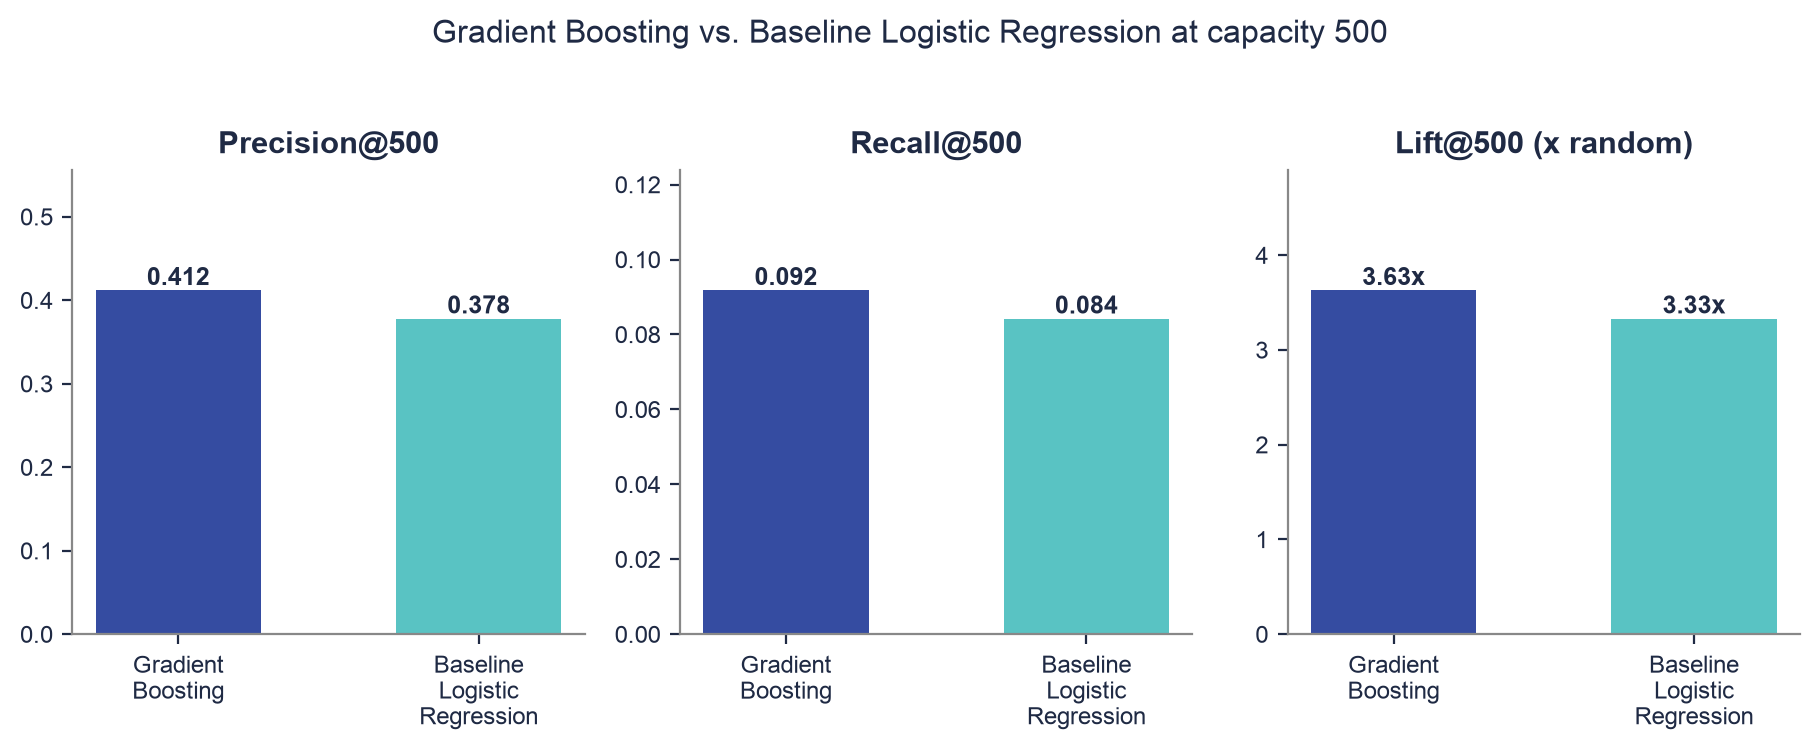 Gradient Boosting vs. Baseline Logistic Regression at capacity 500
Precision@500
0.5
0.4
0.3
0.2
0.1
0.0
0.412
0.378
Gradient
Boosting
Baseline
Logistic
Regression
Recall@500
0.12
0.10
0.08
0.06
0.04
0.02
0.00
0.092
0.084
Gradient
Boosting
Baseline
Logistic
Regression
Lift@500 (x random)
4
3
2
1
0
3.63x
3.33x
Gradient
Boosting
Baseline
Logistic
Regression